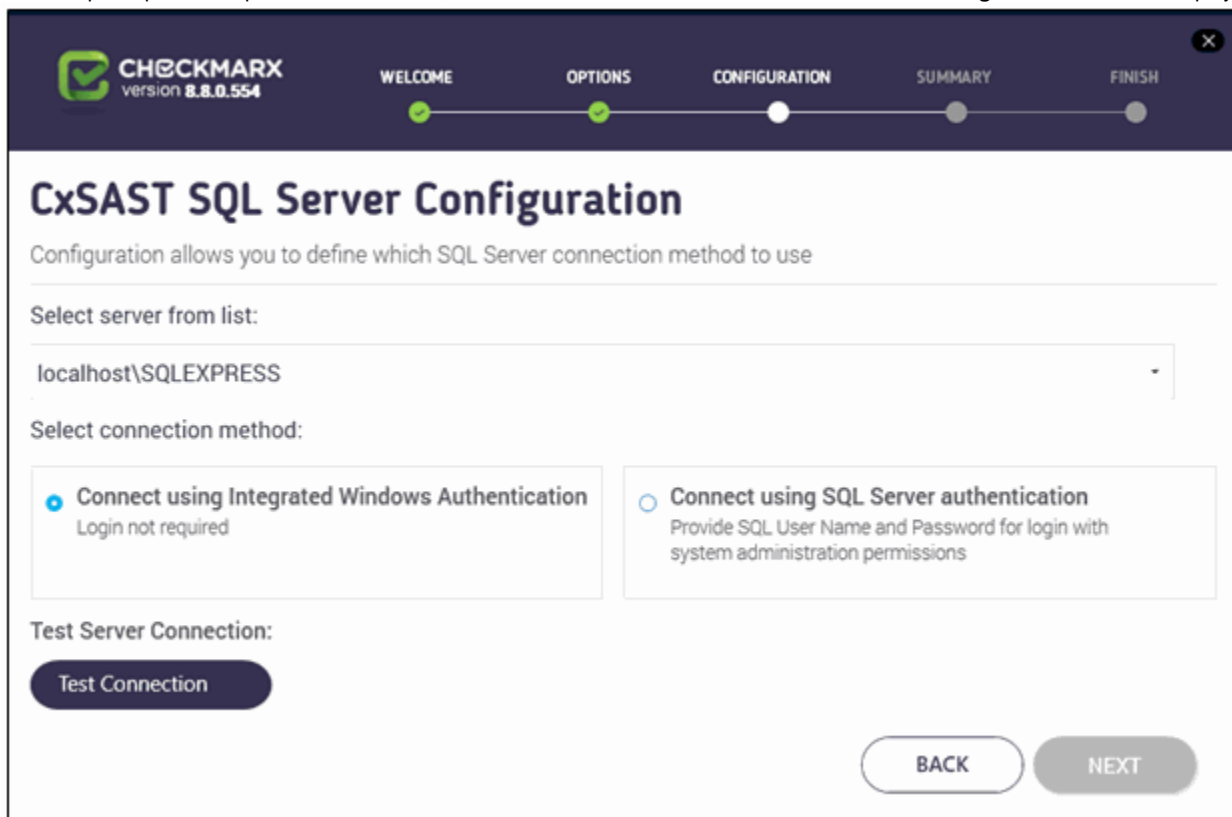 CHECKMARX
version 8.8.0.554
WELCOME OPTIONS CONFIGURATION SUMMARY FINISH
CxSAST SQL Server Configuration
Configuration allows you to define which SQL Server connection method to use
Select server from list:
localhost\SQLEXPRESS
Select connection method:
Connect using Integrated Windows Authentication
Login not required
Connect using SQL Server authentication
Provide SQL User Name and Password for login with
system administration permissions
Test Server Connection:
Test Connection
BACK NEXT